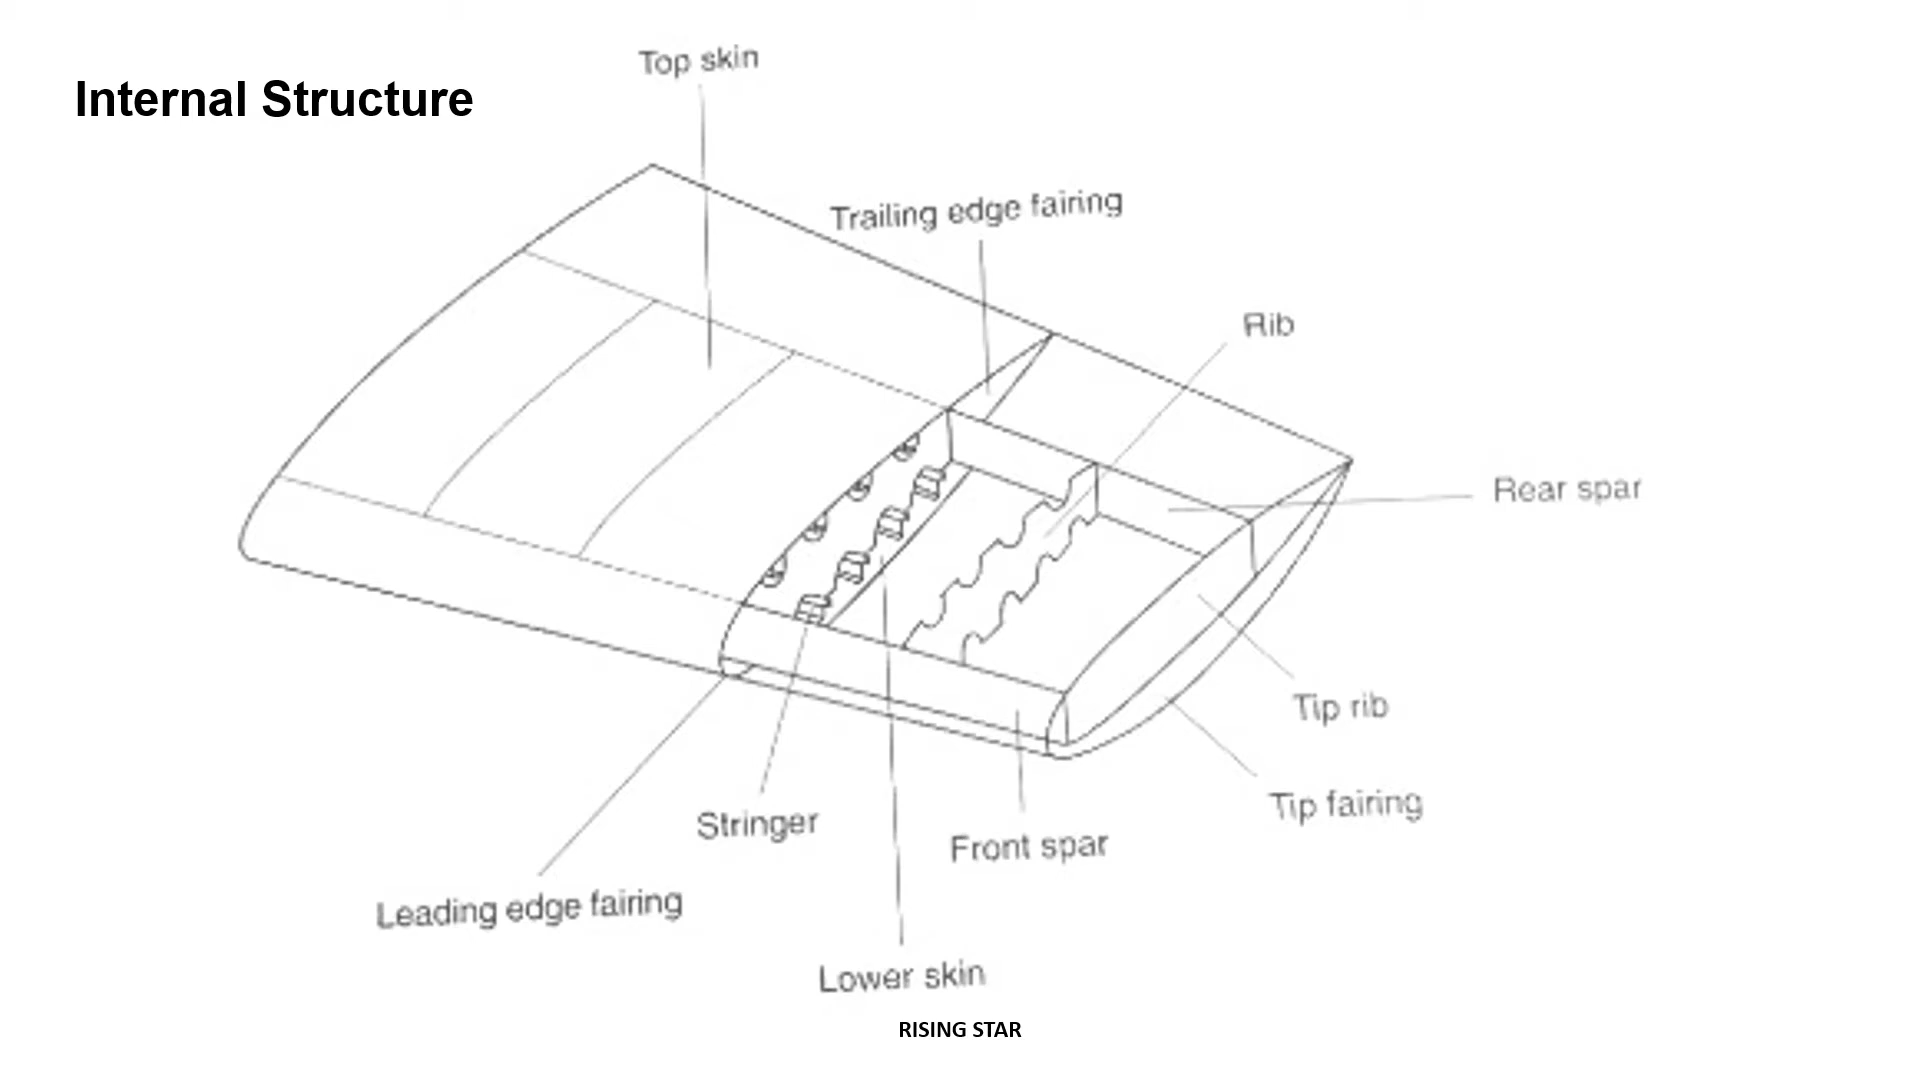 Top skin
Internal Structure
Trailing edge fairing
Rib
Rear spar
Tip rib
Tip fairing
Stringer
Front spar
Leading edge fairing
Lower skin
RISING STAR